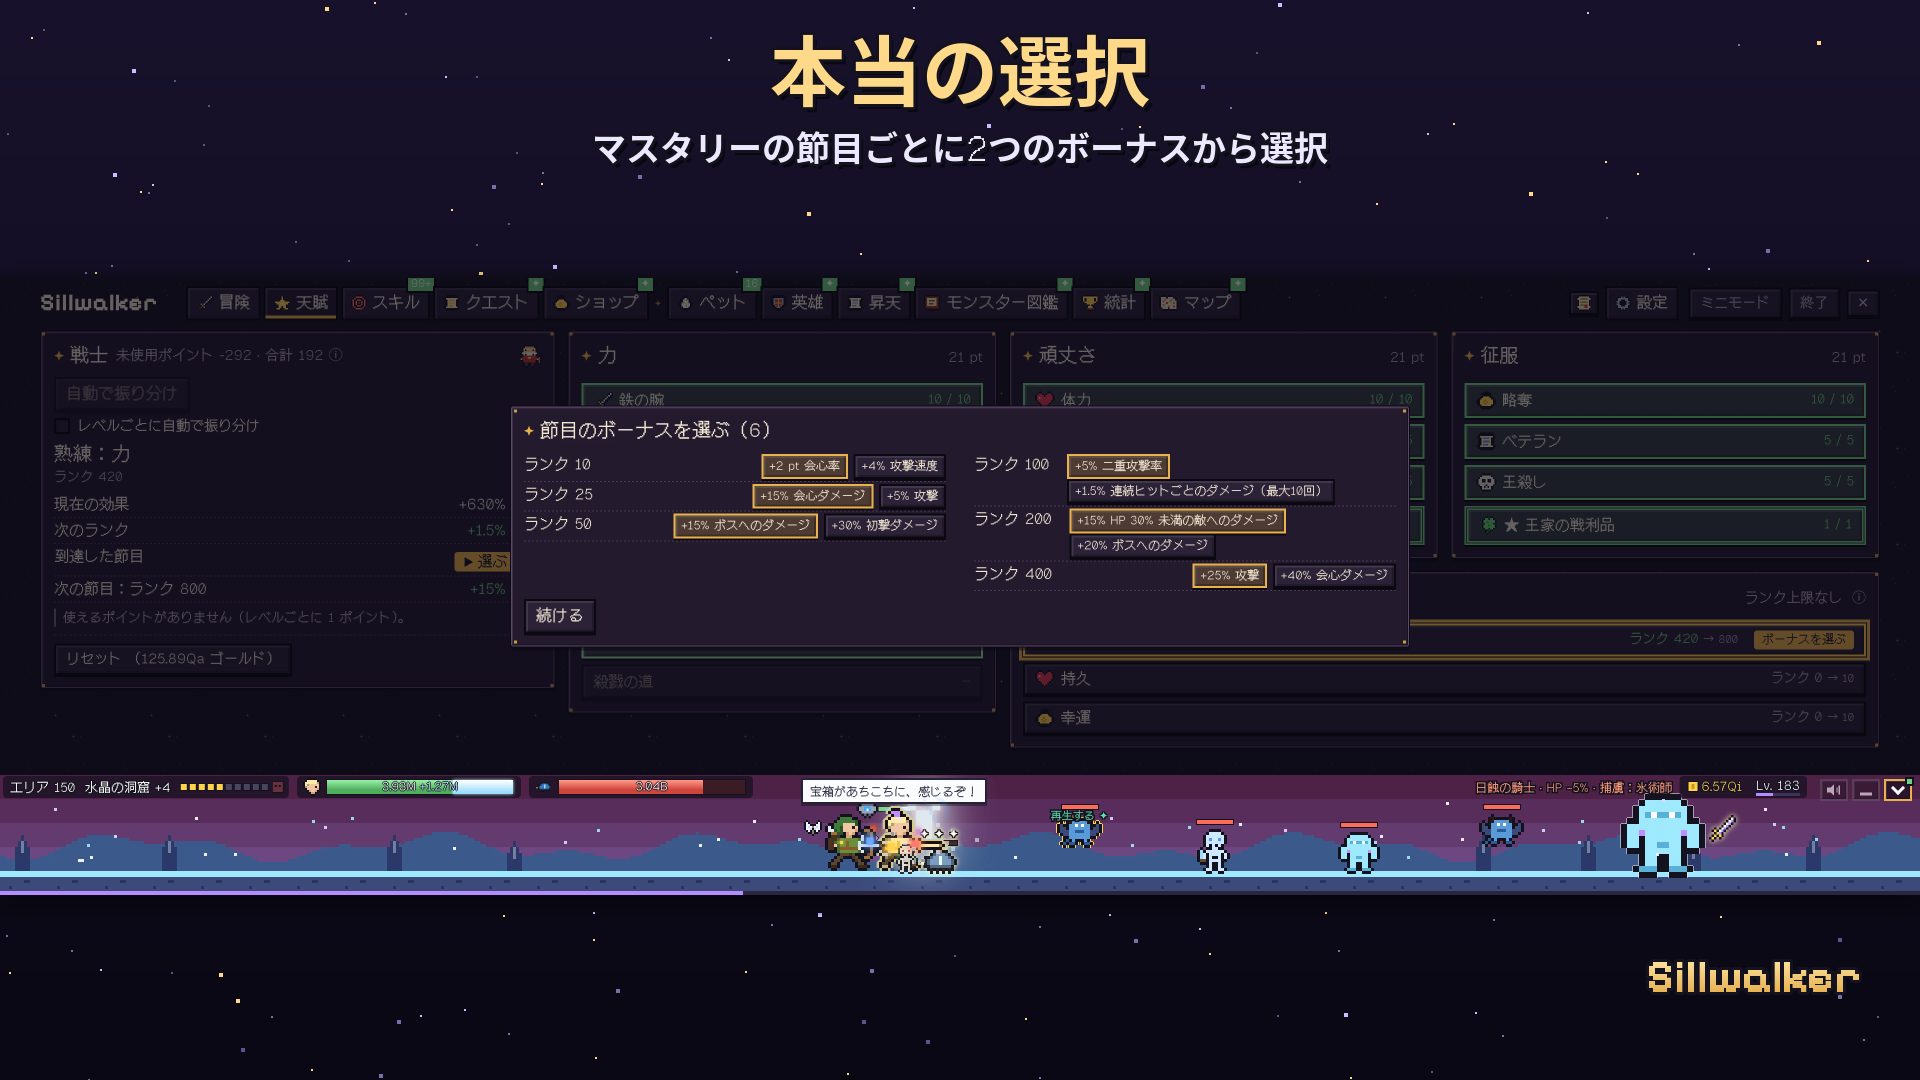 本当の選択
マスタリーの節目ごとに2つのボーナスから選択
Sillwalker 冒険 天賦 スキル 99+ クエスト ショップ ペット 16 英雄 昇天 モンスター図鑑 統計 マップ 設定 ミニモード 終了 ×
戦士 未使用ポイント -292 · 合計 192
自動で振り分け
レベルごとに自動で振り分け
熟練：力
ランク 420
現在の効果 +630%
次のランク +1.5%
到達した節目 ▶ 選ぶ
次の節目：ランク 800 +15%
使えるポイントがありません（レベルごとに 1 ポイント）。
リセット （125.89Qa ゴールド）
力 21 pt
鉄の腕 10 / 10
殺戮の道
頑丈さ 21 pt
体力 10 / 10
征服 21 pt
略奪 10 / 10
ベテラン 5 / 5
王殺し 5 / 5
★ 王家の戦利品 1 / 1
節目のボーナスを選ぶ（6）
ランク 10 +2 pt 会心率 +4% 攻撃速度
ランク 25 +15% 会心ダメージ +5% 攻撃
ランク 50 +15% ボスへのダメージ +30% 初撃ダメージ
ランク 100 +5% 二重攻撃率
+1.5% 連続ヒットごとのダメージ（最大10回）
ランク 200 +15% HP 30% 未満の敵へのダメージ
+20% ボスへのダメージ
ランク 400 +25% 攻撃 +40% 会心ダメージ
続ける
ランク上限なし
ランク 420 → 800 ボーナスを選ぶ
持久 ランク 0 → 10
幸運 ランク 0 → 10
エリア 150 水晶の洞窟 +4 3.93M +1.27M 3.04B
宝箱があちこちに、感じるぞ！
日蝕の騎士 · HP -5% · 捕虜：氷術師 6.57Qi Lv. 183
再生する
Sillwalker